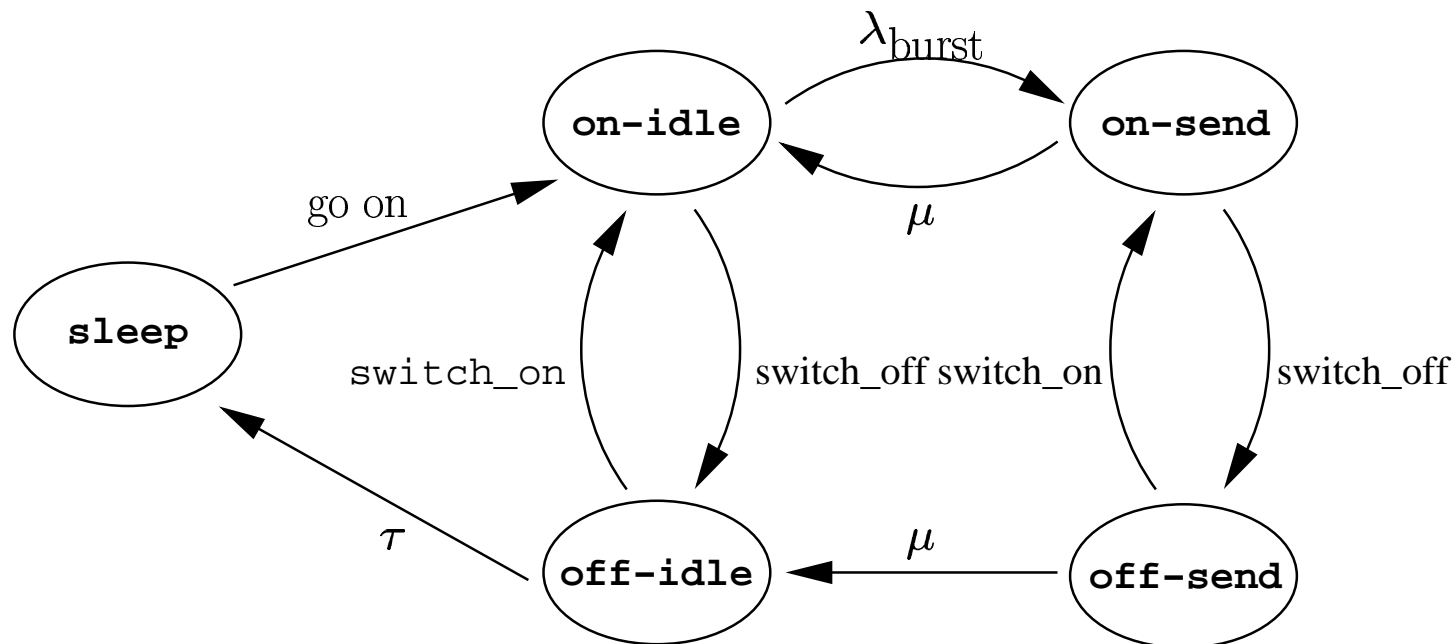 λburst
on-idle
on-send
go on
μ
sleep
switch_on
switch_off
switch_on
switch_off
τ
μ
off-idle
off-send